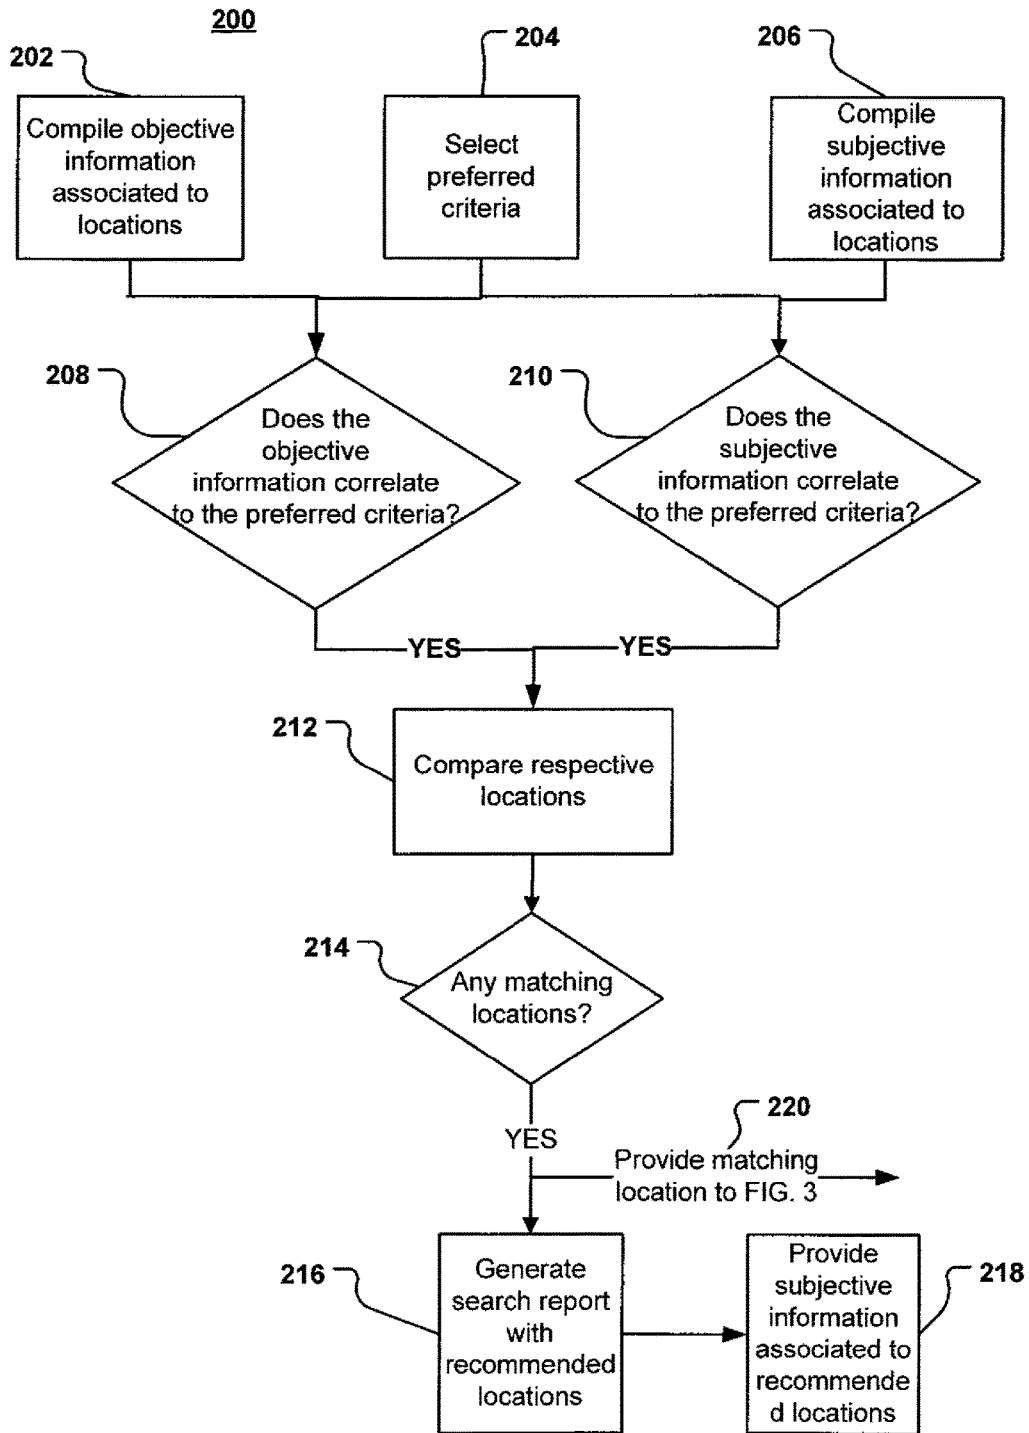 200
202
204
206
Compile objective
information
associated to
locations
Select
preferred
criteria
Compile
subjective
information
associated to
locations
208
210
Does the
objective
information correlate
to the preferred criteria?
Does the
subjective
information correlate
to the preferred criteria?
YES
YES
212
Compare respective
locations
214
Any matching
locations?
YES
220
Provide matching
location to FIG. 3
216
Generate
search report
with
recommended
locations
Provide
subjective
information
associated to
recommende
d locations
218